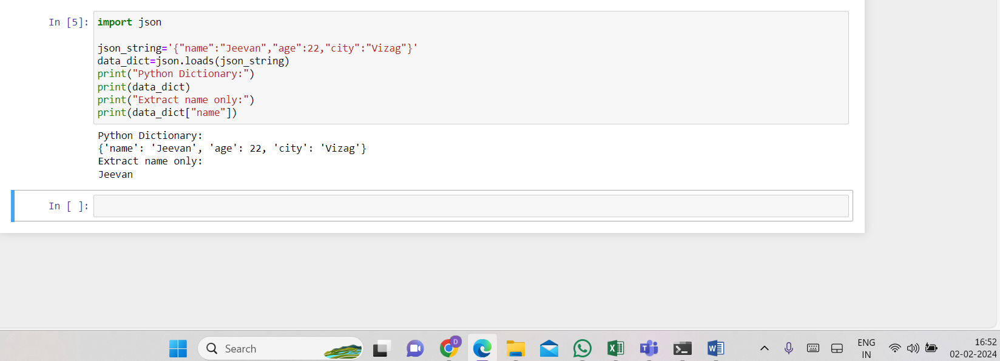 In [5]:
import json
json_string='{"name":"Jeevan","age":22,"city":"Vizag"}'
data_dict=json.loads(json_string)
print("Python Dictionary:")
print(data_dict)
print("Extract name only:")
print(data_dict["name"])
Python Dictionary:
{'name': 'Jeevan', 'age': 22, 'city': 'Vizag'}
Extract name only:
Jeevan
In [ ]:
Search
D
X
T
W
ENG
IN
16:52
02-02-2024